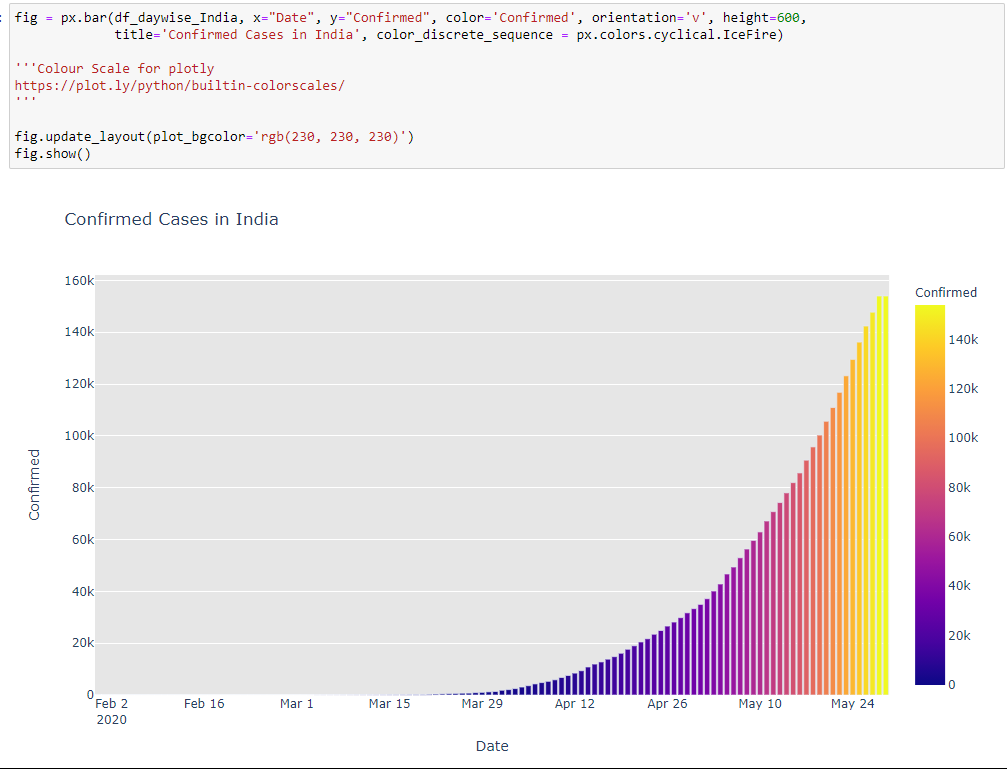 fig = px.bar(df_daywise_India, x="Date", y="Confirmed", color='Confirmed', orientation='v', height=600,
title='Confirmed Cases in India', color_discrete_sequence = px.colors.cyclical.IceFire)
'''Colour Scale for plotly
https://plot.ly/python/builtin-colorscales/
'''
fig.update_layout(plot_bgcolor='rgb(230, 230, 230)')
fig.show()
Confirmed Cases in India
160k
140k
120k
100k
80k
60k
40k
20k
0
Confirmed
Feb 2 Feb 16 Mar 1 Mar 15 Mar 29 Apr 12 Apr 26 May 10 May 24
2020
Date
Confirmed
140k
120k
100k
80k
60k
40k
20k
0